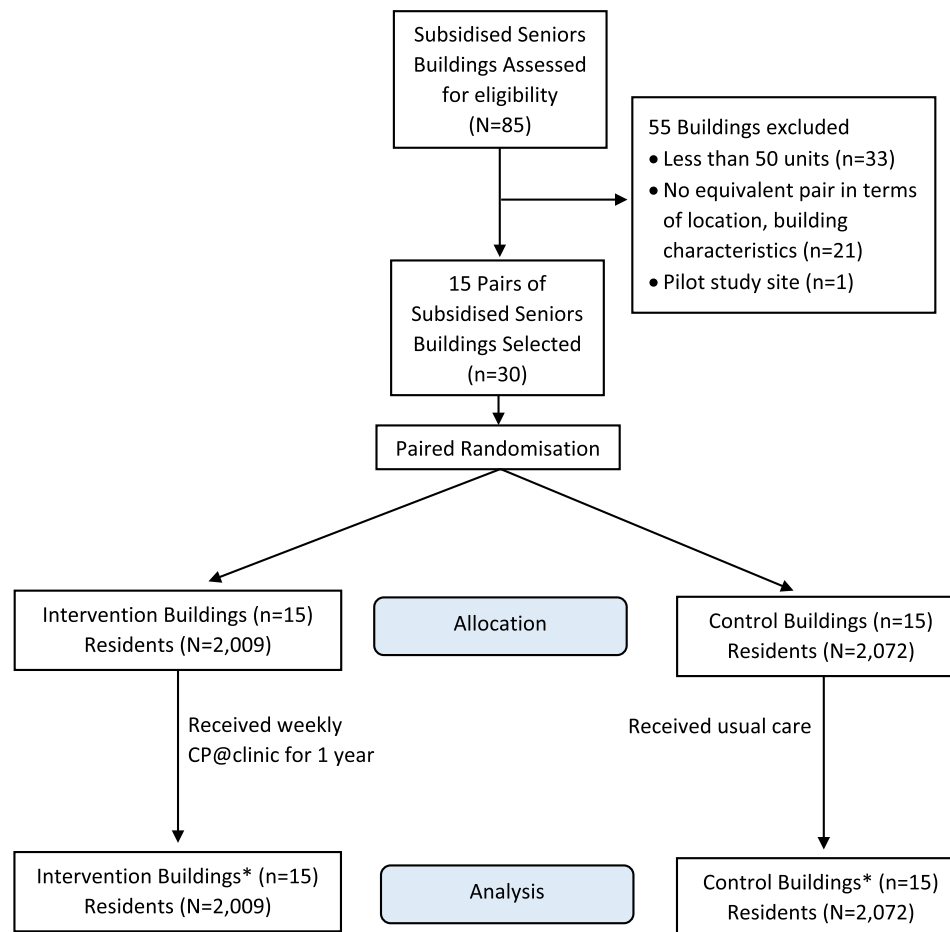 Subsidised Seniors
Buildings Assessed
for eligibility
(N=85)
55 Buildings excluded
• Less than 50 units (n=33)
• No equivalent pair in terms
of location, building
characteristics (n=21)
• Pilot study site (n=1)
15 Pairs of
Subsidised Seniors
Buildings Selected
(n=30)
Paired Randomisation
Intervention Buildings (n=15)
Residents (N=2,009)
Allocation
Control Buildings (n=15)
Residents (N=2,072)
Received weekly
CP@clinic for 1 year
Received usual care
Intervention Buildings* (n=15)
Residents (N=2,009)
Analysis
Control Buildings* (n=15)
Residents (N=2,072)